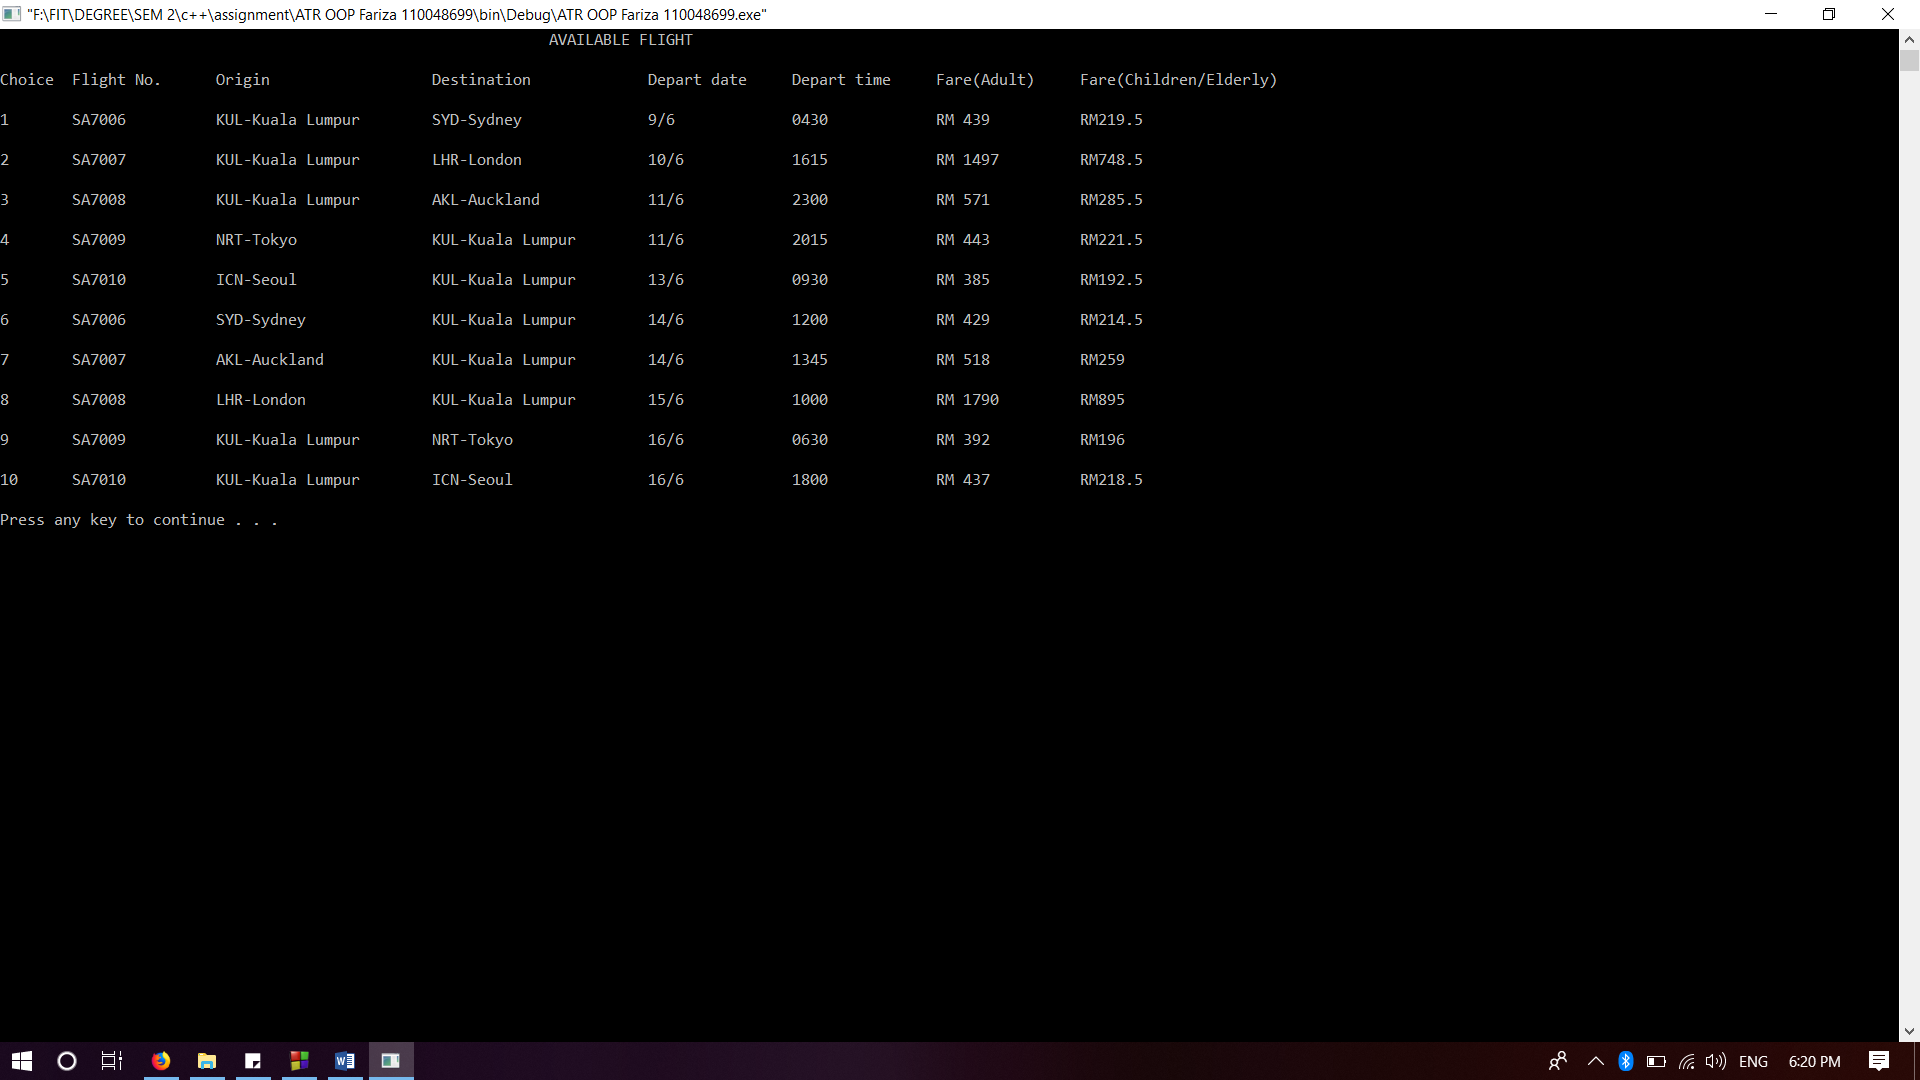 "F:\FIT\DEGREE\SEM 2\c++\assignment\ATR OOP Fariza 110048699\bin\Debug\ATR OOP Fariza 110048699.exe"
AVAILABLE FLIGHT
Choice Flight No. Origin Destination Depart date Depart time Fare(Adult) Fare(Children/Elderly)
1 SA7006 KUL-Kuala Lumpur SYD-Sydney 9/6 0430 RM 439 RM219.5
2 SA7007 KUL-Kuala Lumpur LHR-London 10/6 1615 RM 1497 RM748.5
3 SA7008 KUL-Kuala Lumpur AKL-Auckland 11/6 2300 RM 571 RM285.5
4 SA7009 NRT-Tokyo KUL-Kuala Lumpur 11/6 2015 RM 443 RM221.5
5 SA7010 ICN-Seoul KUL-Kuala Lumpur 13/6 0930 RM 385 RM192.5
6 SA7006 SYD-Sydney KUL-Kuala Lumpur 14/6 1200 RM 429 RM214.5
7 SA7007 AKL-Auckland KUL-Kuala Lumpur 14/6 1345 RM 518 RM259
8 SA7008 LHR-London KUL-Kuala Lumpur 15/6 1000 RM 1790 RM895
9 SA7009 KUL-Kuala Lumpur NRT-Tokyo 16/6 0630 RM 392 RM196
10 SA7010 KUL-Kuala Lumpur ICN-Seoul 16/6 1800 RM 437 RM218.5
Press any key to continue . . .
ENG 6:20 PM